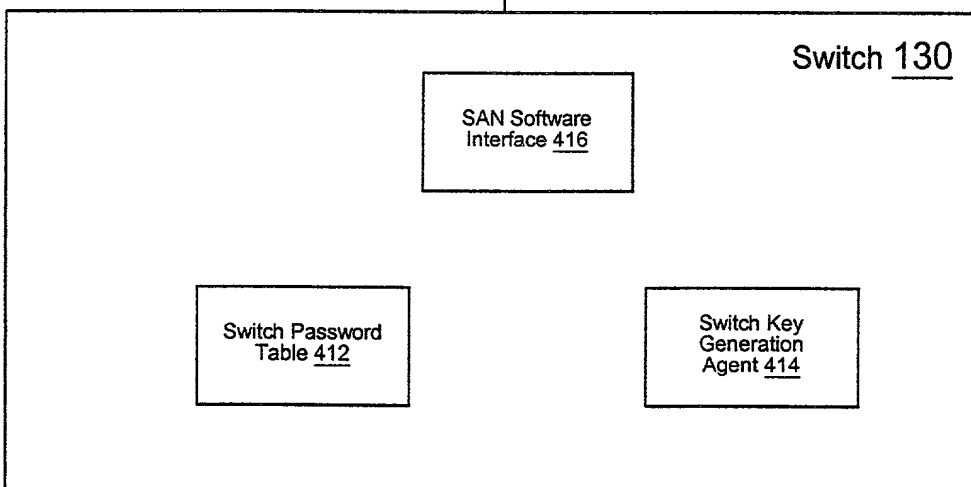 Switch 130
SAN Software
Interface 416
Switch Password
Table 412
Switch Key
Generation
Agent 414